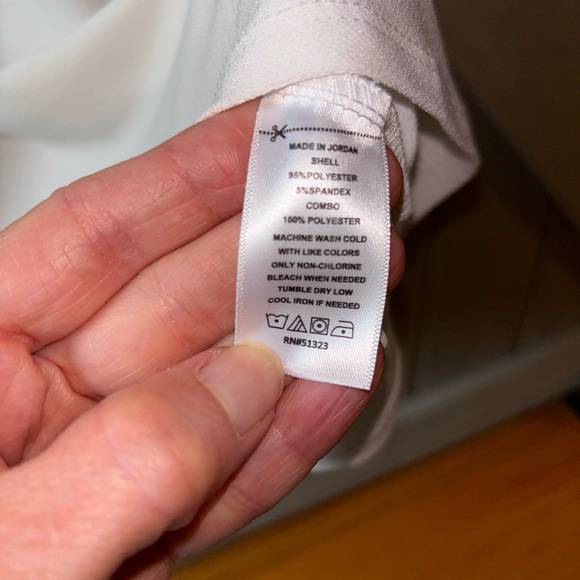 MADE IN JORDAN
SHELL
95%POLYESTER
5%SPANDEX
COMBO
100% POLYESTER
MACHINE WASH COLD
WITH LIKE COLORS
ONLY NON-CHLORINE
BLEACH WHEN NEEDED
TUMBLE DRY LOW
COOL IRON IF NEEDED
RN#51323